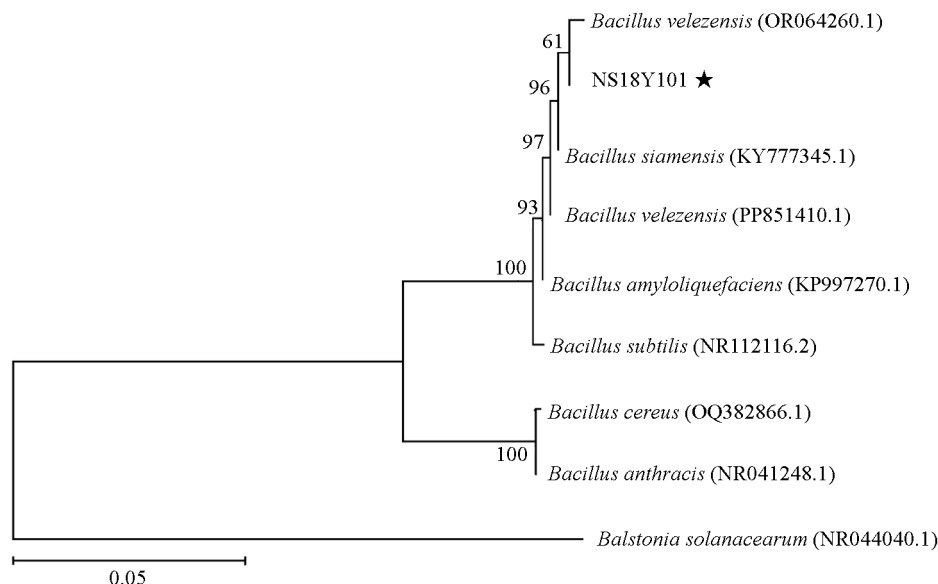 Bacillus velezensis (OR064260.1)
61
NS18Y101 ★
96
97
Bacillus siamensis (KY777345.1)
93
Bacillus velezensis (PP851410.1)
100
Bacillus amyloliquefaciens (KP997270.1)
Bacillus subtilis (NR112116.2)
Bacillus cereus (OQ382866.1)
100
Bacillus anthracis (NR041248.1)
Balstonia solanacearum (NR044040.1)
0.05